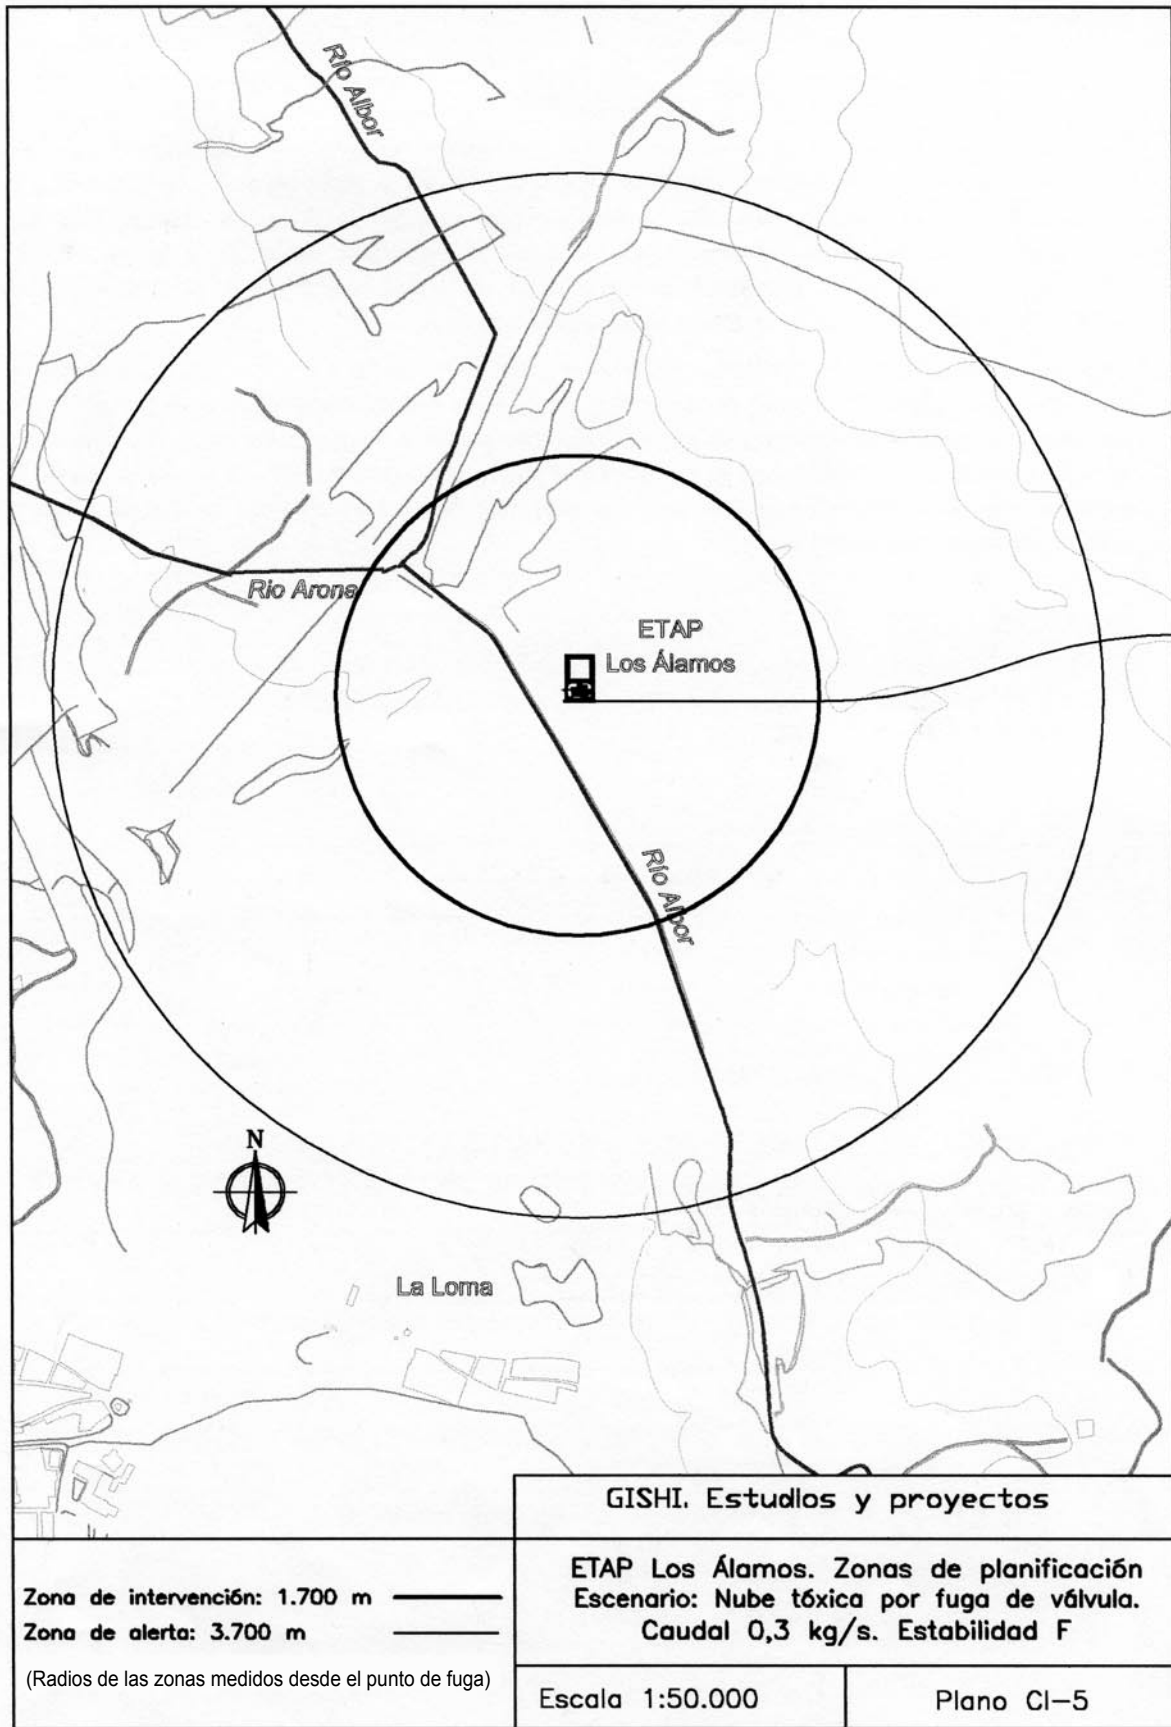 Río Albor
Rio Arona
ETAP
Los Álamos
Río Albor
N
La Loma
GISHI. Estudios y proyectos
Zona de intervención: 1.700 m
Zona de alerta: 3.700 m
(Radios de las zonas medidos desde el punto de fuga)
ETAP Los Álamos. Zonas de planificación
Escenario: Nube tóxica por fuga de válvula.
Caudal 0,3 kg/s. Estabilidad F
Escala 1:50.000
Plano CI-5